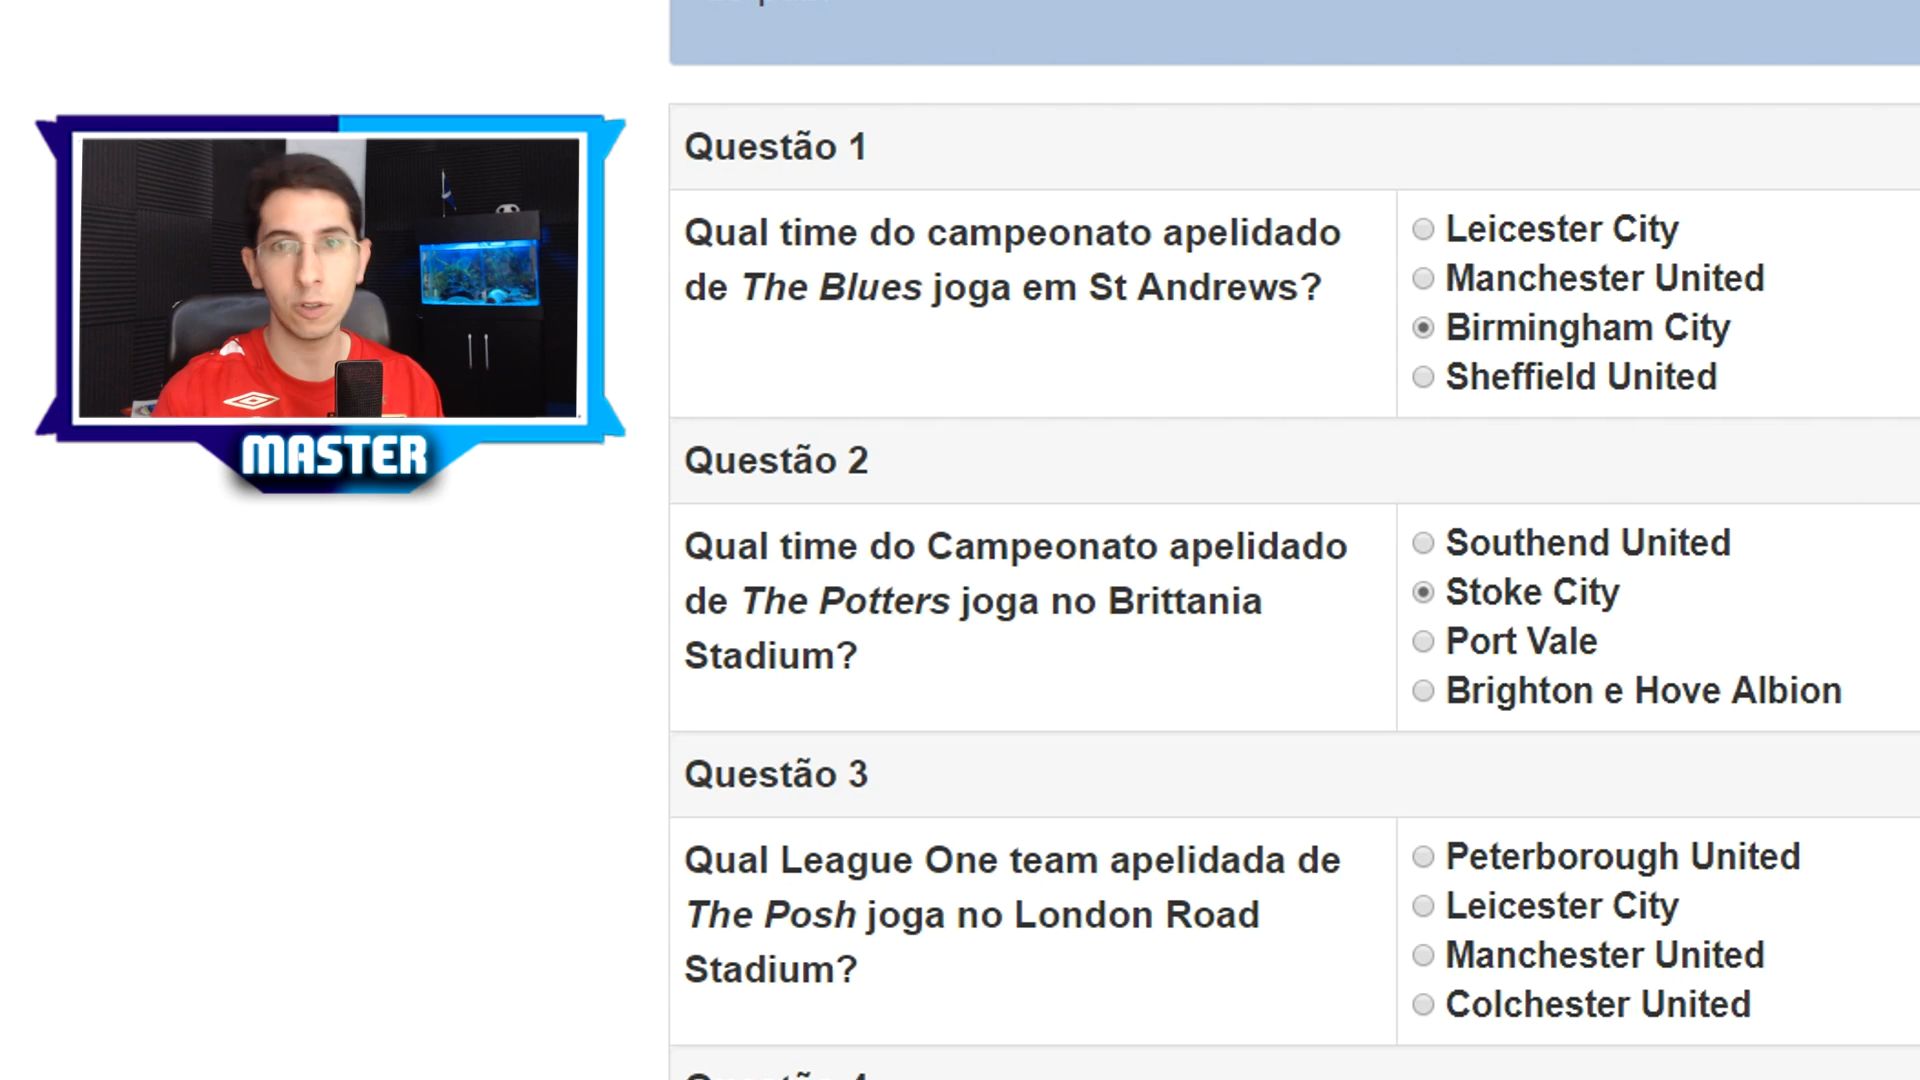 MASTER
Questão 1
Qual time do campeonato apelidado
de The Blues joga em St Andrews?
Leicester City
Manchester United
Birmingham City
Sheffield United
Questão 2
Qual time do Campeonato apelidado
de The Potters joga no Brittania
Stadium?
Southend United
Stoke City
Port Vale
Brighton e Hove Albion
Questão 3
Qual League One team apelidada de
The Posh joga no London Road
Stadium?
Peterborough United
Leicester City
Manchester United
Colchester United